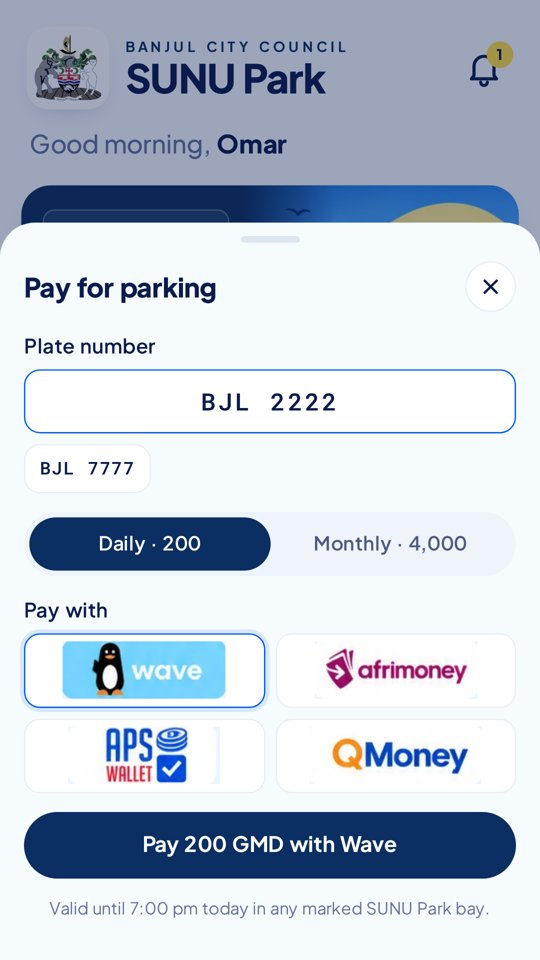 BANJUL CITY COUNCIL
SUNU Park
1
Good morning, Omar
Pay for parking
Plate number
BJL 2222
BJL 7777
Daily · 200
Monthly · 4,000
Pay with
wave
afrimoney
APS
WALLET
QMoney
Pay 200 GMD with Wave
Valid until 7:00 pm today in any marked SUNU Park bay.